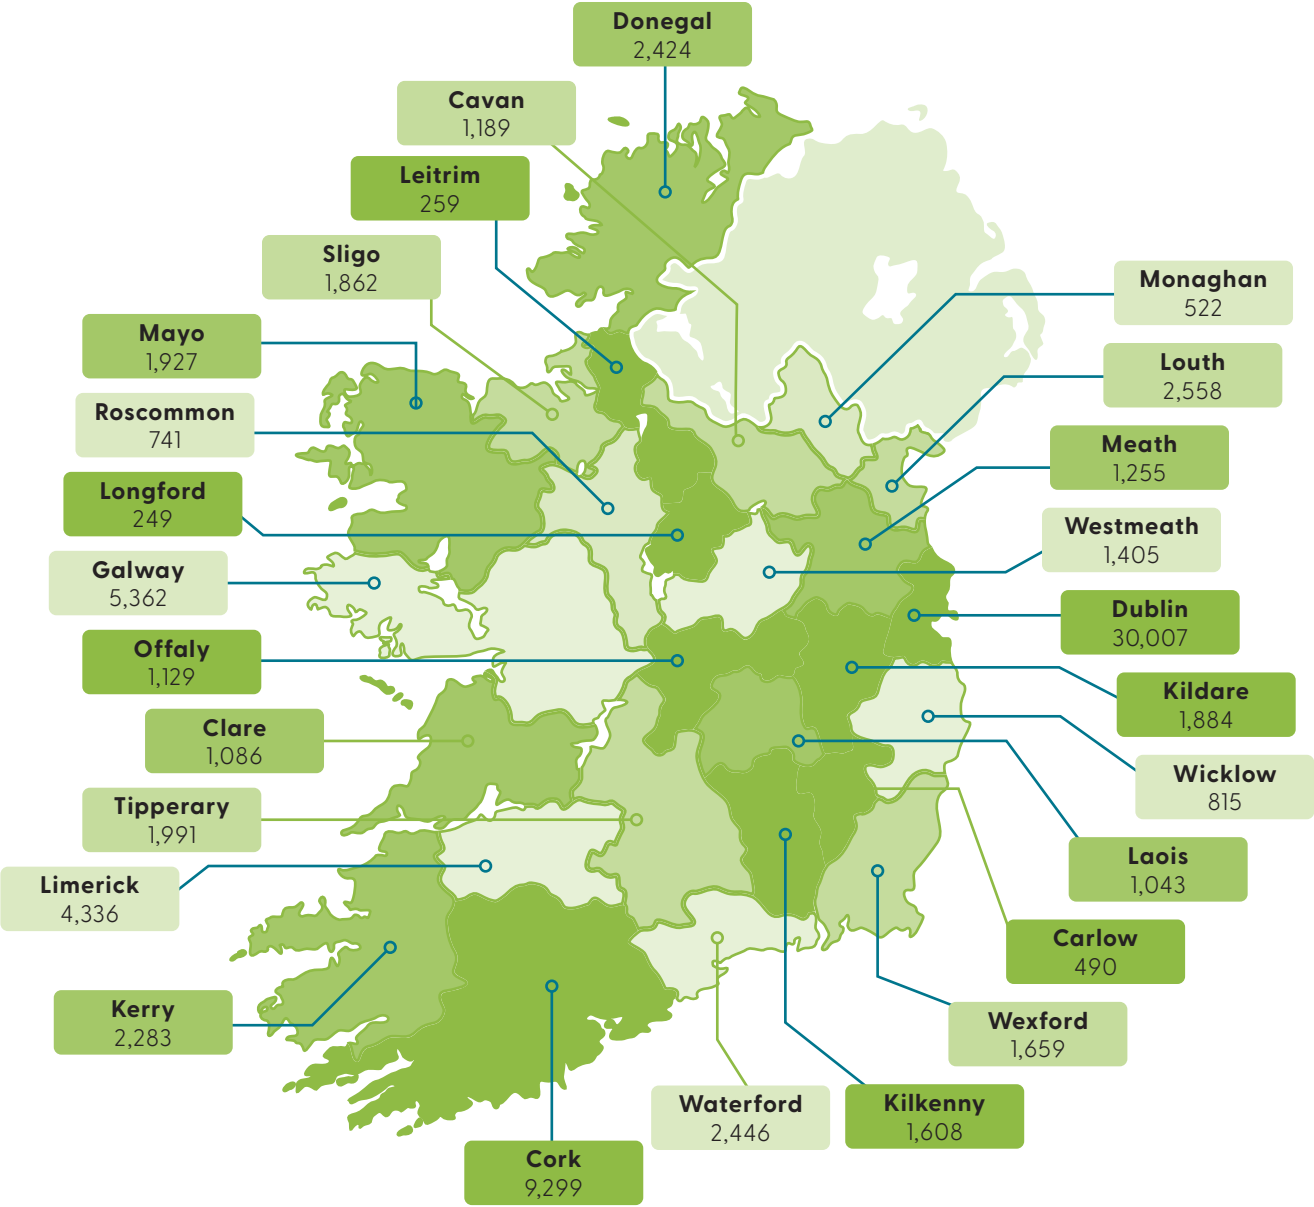 Donegal
2,424
Cavan
1,189
Leitrim
259
Sligo
1,862
Mayo
1,927
Roscommon
741
Longford
249
Galway
5,362
Offaly
1,129
Clare
1,086
Tipperary
1,991
Limerick
4,336
Kerry
2,283
Cork
9,299
Monaghan
522
Louth
2,558
Meath
1,255
Westmeath
1,405
Dublin
30,007
Kildare
1,884
Wicklow
815
Laois
1,043
Carlow
490
Wexford
1,659
Kilkenny
1,608
Waterford
2,446